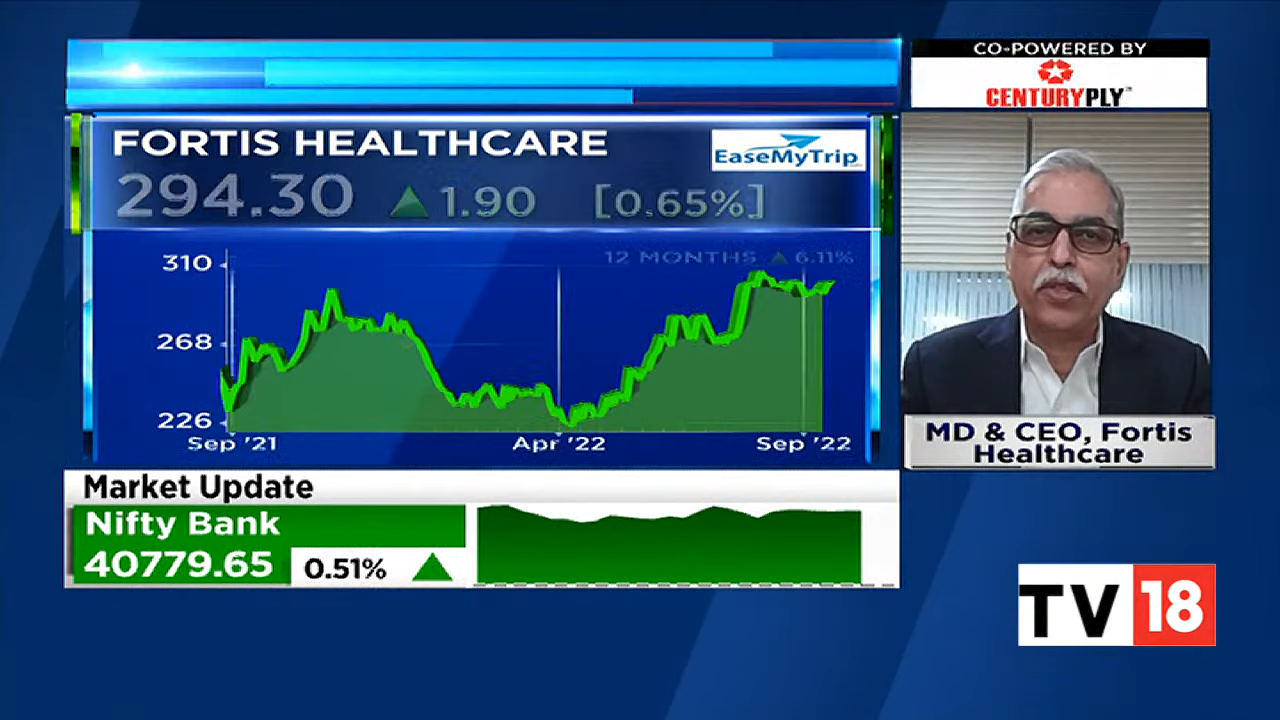 CO-POWERED BY
CENTURYPLY
FORTIS HEALTHCARE
EaseMyTrip
294.30 ▲ 1.90 [0.65%]
12 MONTHS ▲ 6.11%
310
268
226
Sep '21 Apr '22 Sep '22
MD & CEO, Fortis
Healthcare
Market Update
Nifty Bank
40779.65 0.51% ▲
TV 18